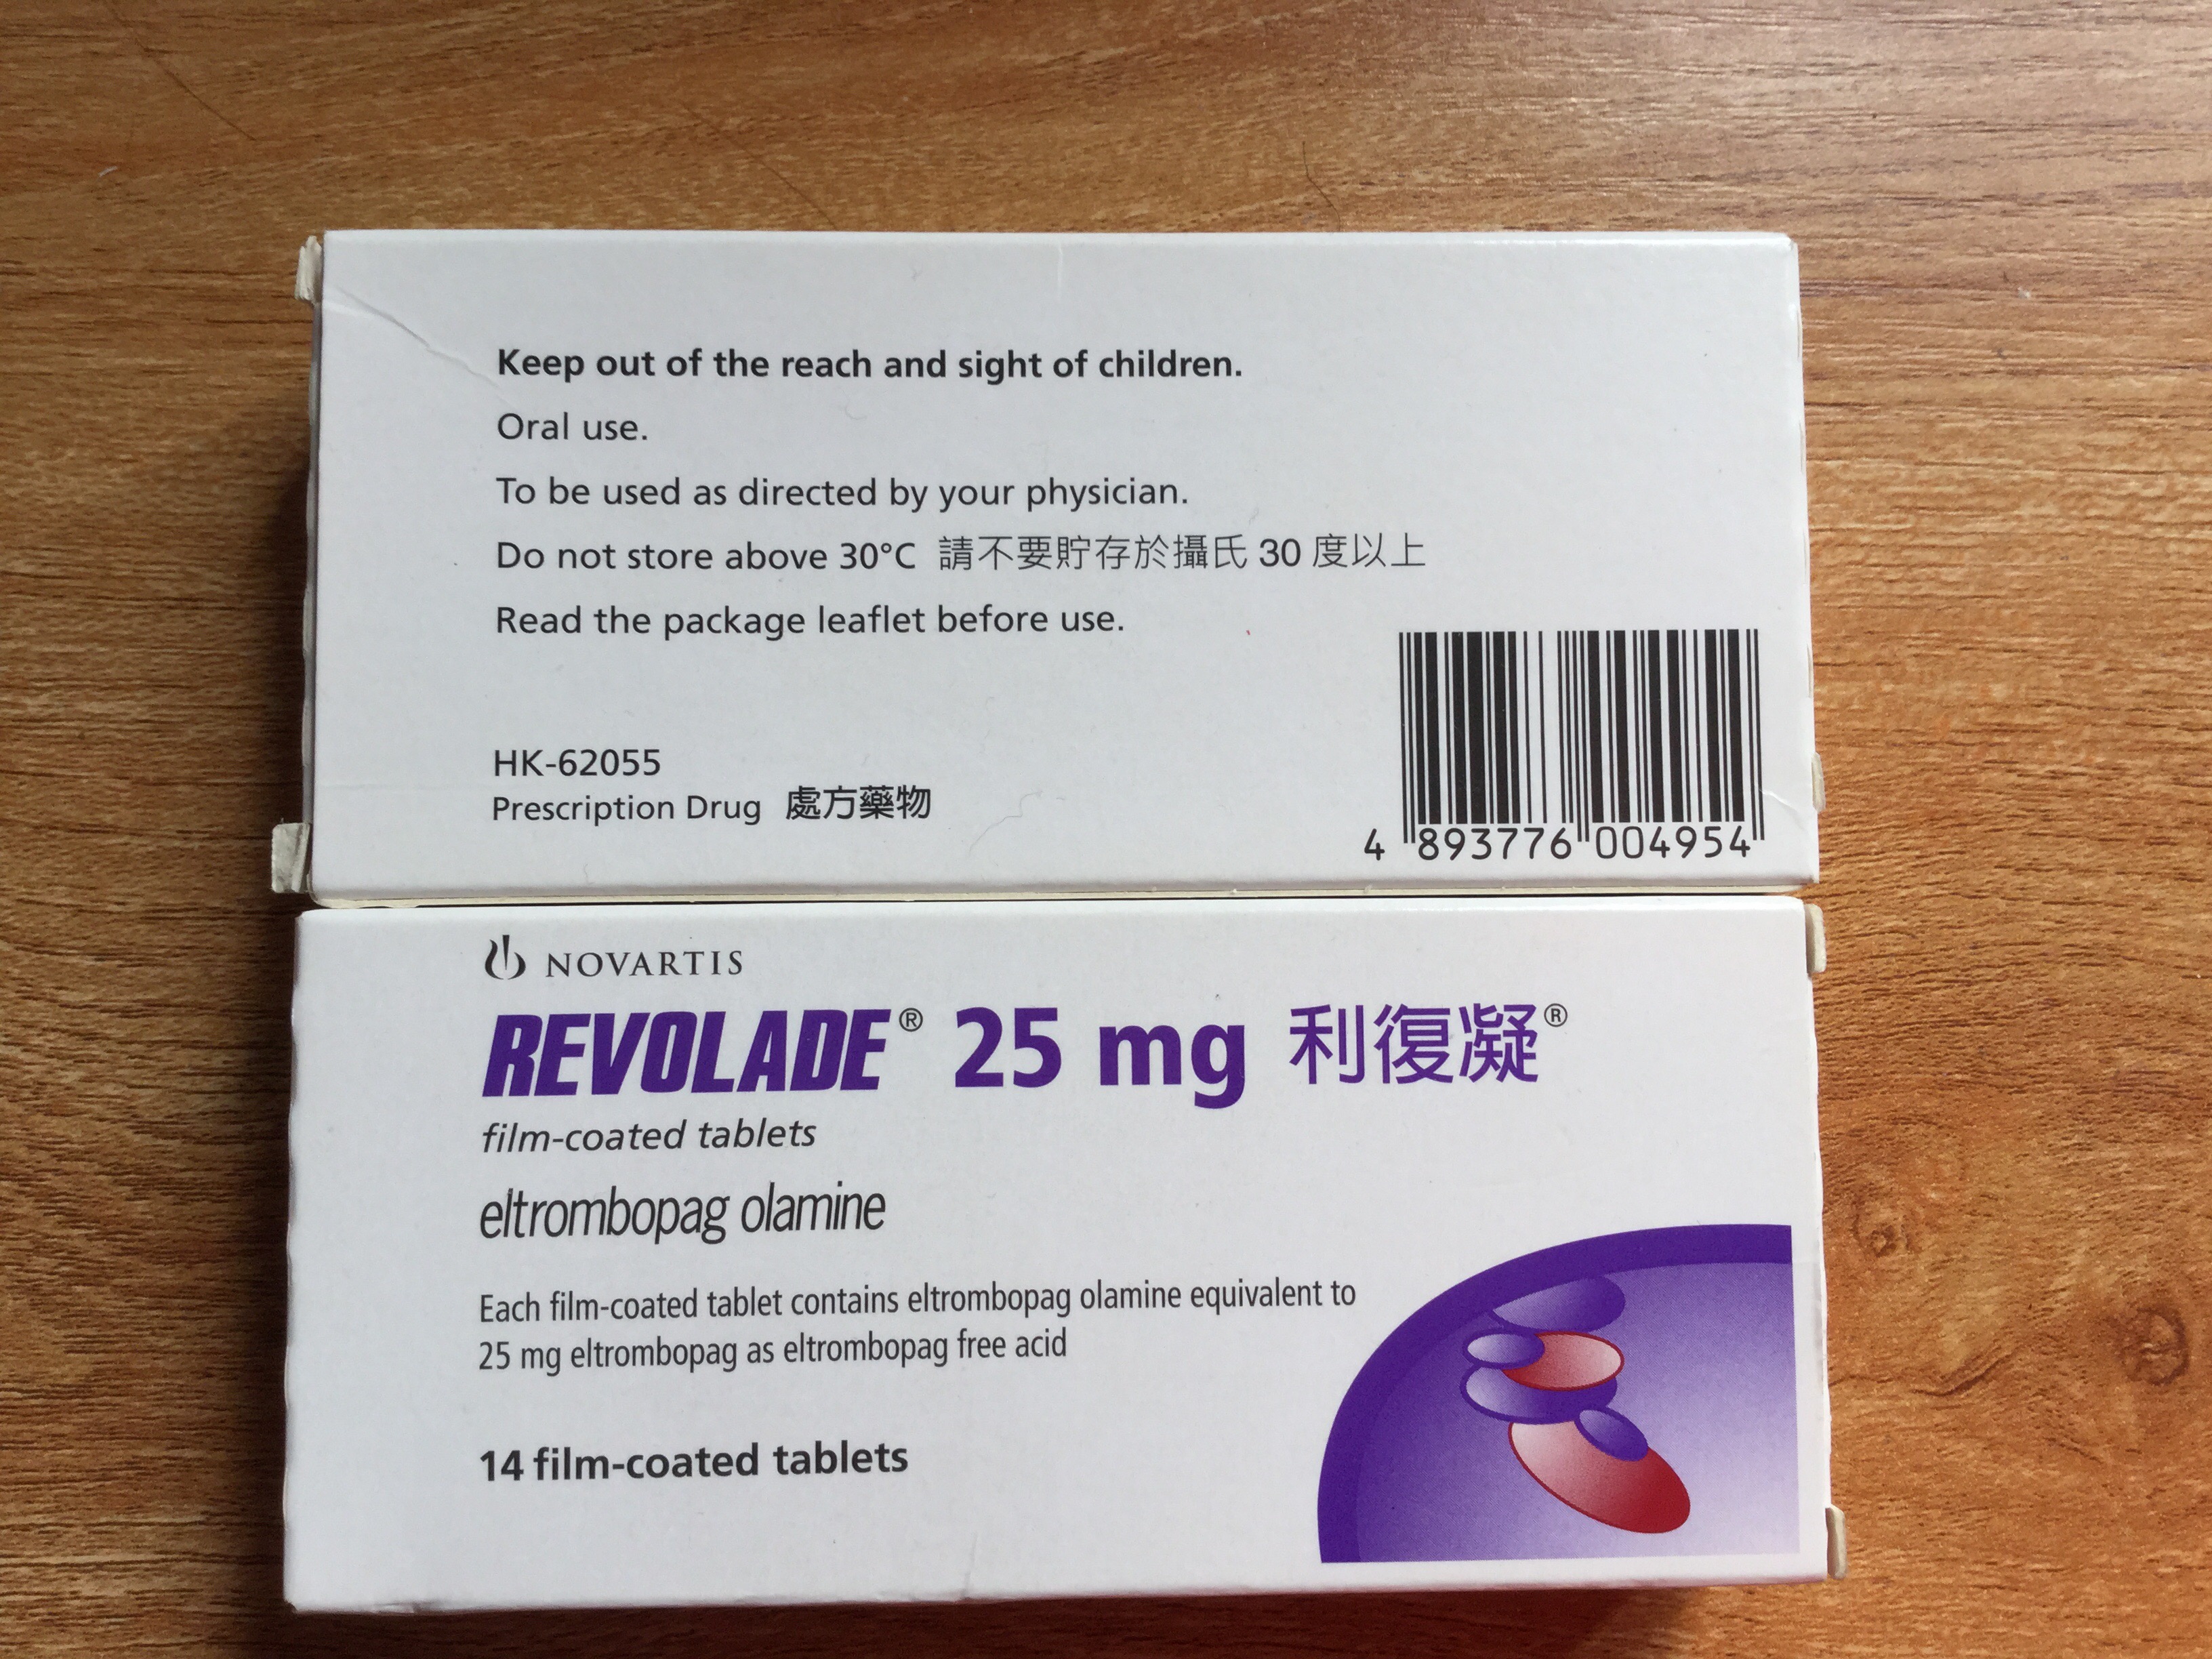 Keep out of the reach and sight of children.
Oral use.
To be used as directed by your physician.
Do not store above 30°C 請不要貯存於攝氏 30 度以上
Read the package leaflet before use.
HK-62055
Prescription Drug 處方藥物
4 893776 004954
NOVARTIS
REVOLADE® 25 mg 利復凝®
film-coated tablets
eltrombopag olamine
Each film-coated tablet contains eltrombopag olamine equivalent to
25 mg eltrombopag as eltrombopag free acid
14 film-coated tablets